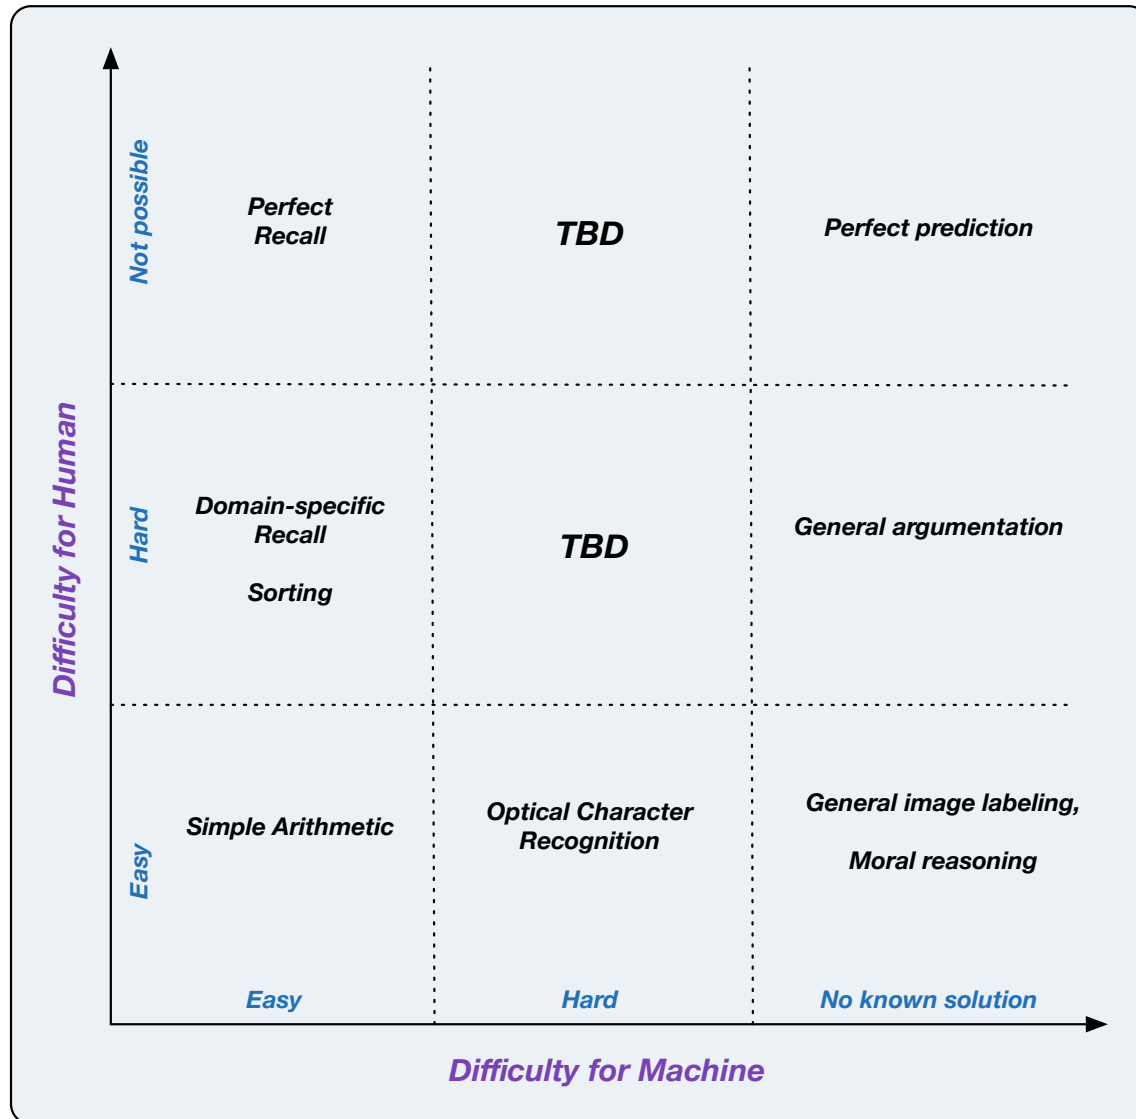 Not possible
Perfect
Recall
TBD
Perfect prediction
Difficulty for Human
Hard
Domain-specific
Recall
Sorting
TBD
General argumentation
Easy
Simple Arithmetic
Optical Character
Recognition
General image labeling,
Moral reasoning
Easy
Hard
No known solution
Difficulty for Machine